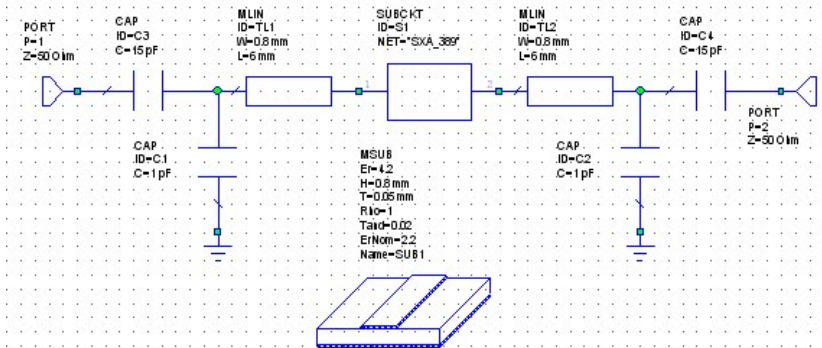 PORT
P=1
Z=50 Ohm
CAP
ID=C3
C=15 pF
MLIN
ID=TL1
W=0.8 mm
L=6 mm
SUBCKT
ID=S1
NET="SXA_389"
MLIN
ID=TL2
W=0.8 mm
L=6 mm
CAP
ID=C4
C=15 pF
1
2
PORT
P=2
Z=50 Ohm
CAP
ID=C1
C=1 pF
MSUB
Er=4.2
H=0.8 mm
T=0.05 mm
Rho=1
Tand=0.02
ErNom=2.2
Name=SUB1
CAP
ID=C2
C=1 pF